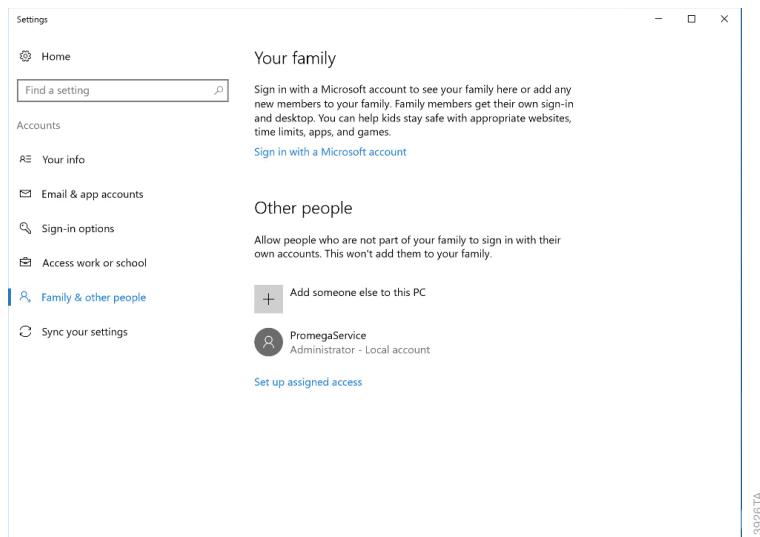 Settings
Home
Find a setting
Accounts
Your info
Email & app accounts
Sign-in options
Access work or school
Family & other people
Sync your settings
Your family
Sign in with a Microsoft account to see your family here or add any
new members to your family. Family members get their own sign-in
and desktop. You can help kids stay safe with appropriate websites,
time limits, apps, and games.
Sign in with a Microsoft account
Other people
Allow people who are not part of your family to sign in with their
own accounts. This won't add them to your family.
Add someone else to this PC
PromegaService
Administrator - Local account
Set up assigned access
3926TA